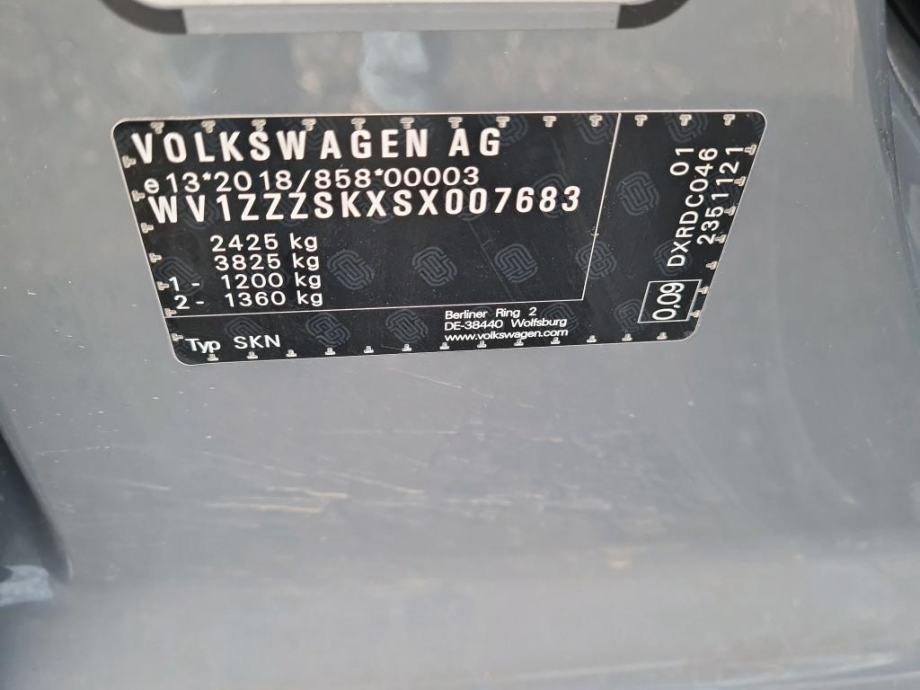 VOLKSWAGEN AG
e13*2018/858*00003
WV1ZZZSKXSX007683
2425 kg
3825 kg
1 - 1200 kg
2 - 1360 kg
Typ SKN
Berliner Ring 2
DE-38440 Wolfsburg
www.volkswagen.com
01
DXRDC046
2351121
0,09